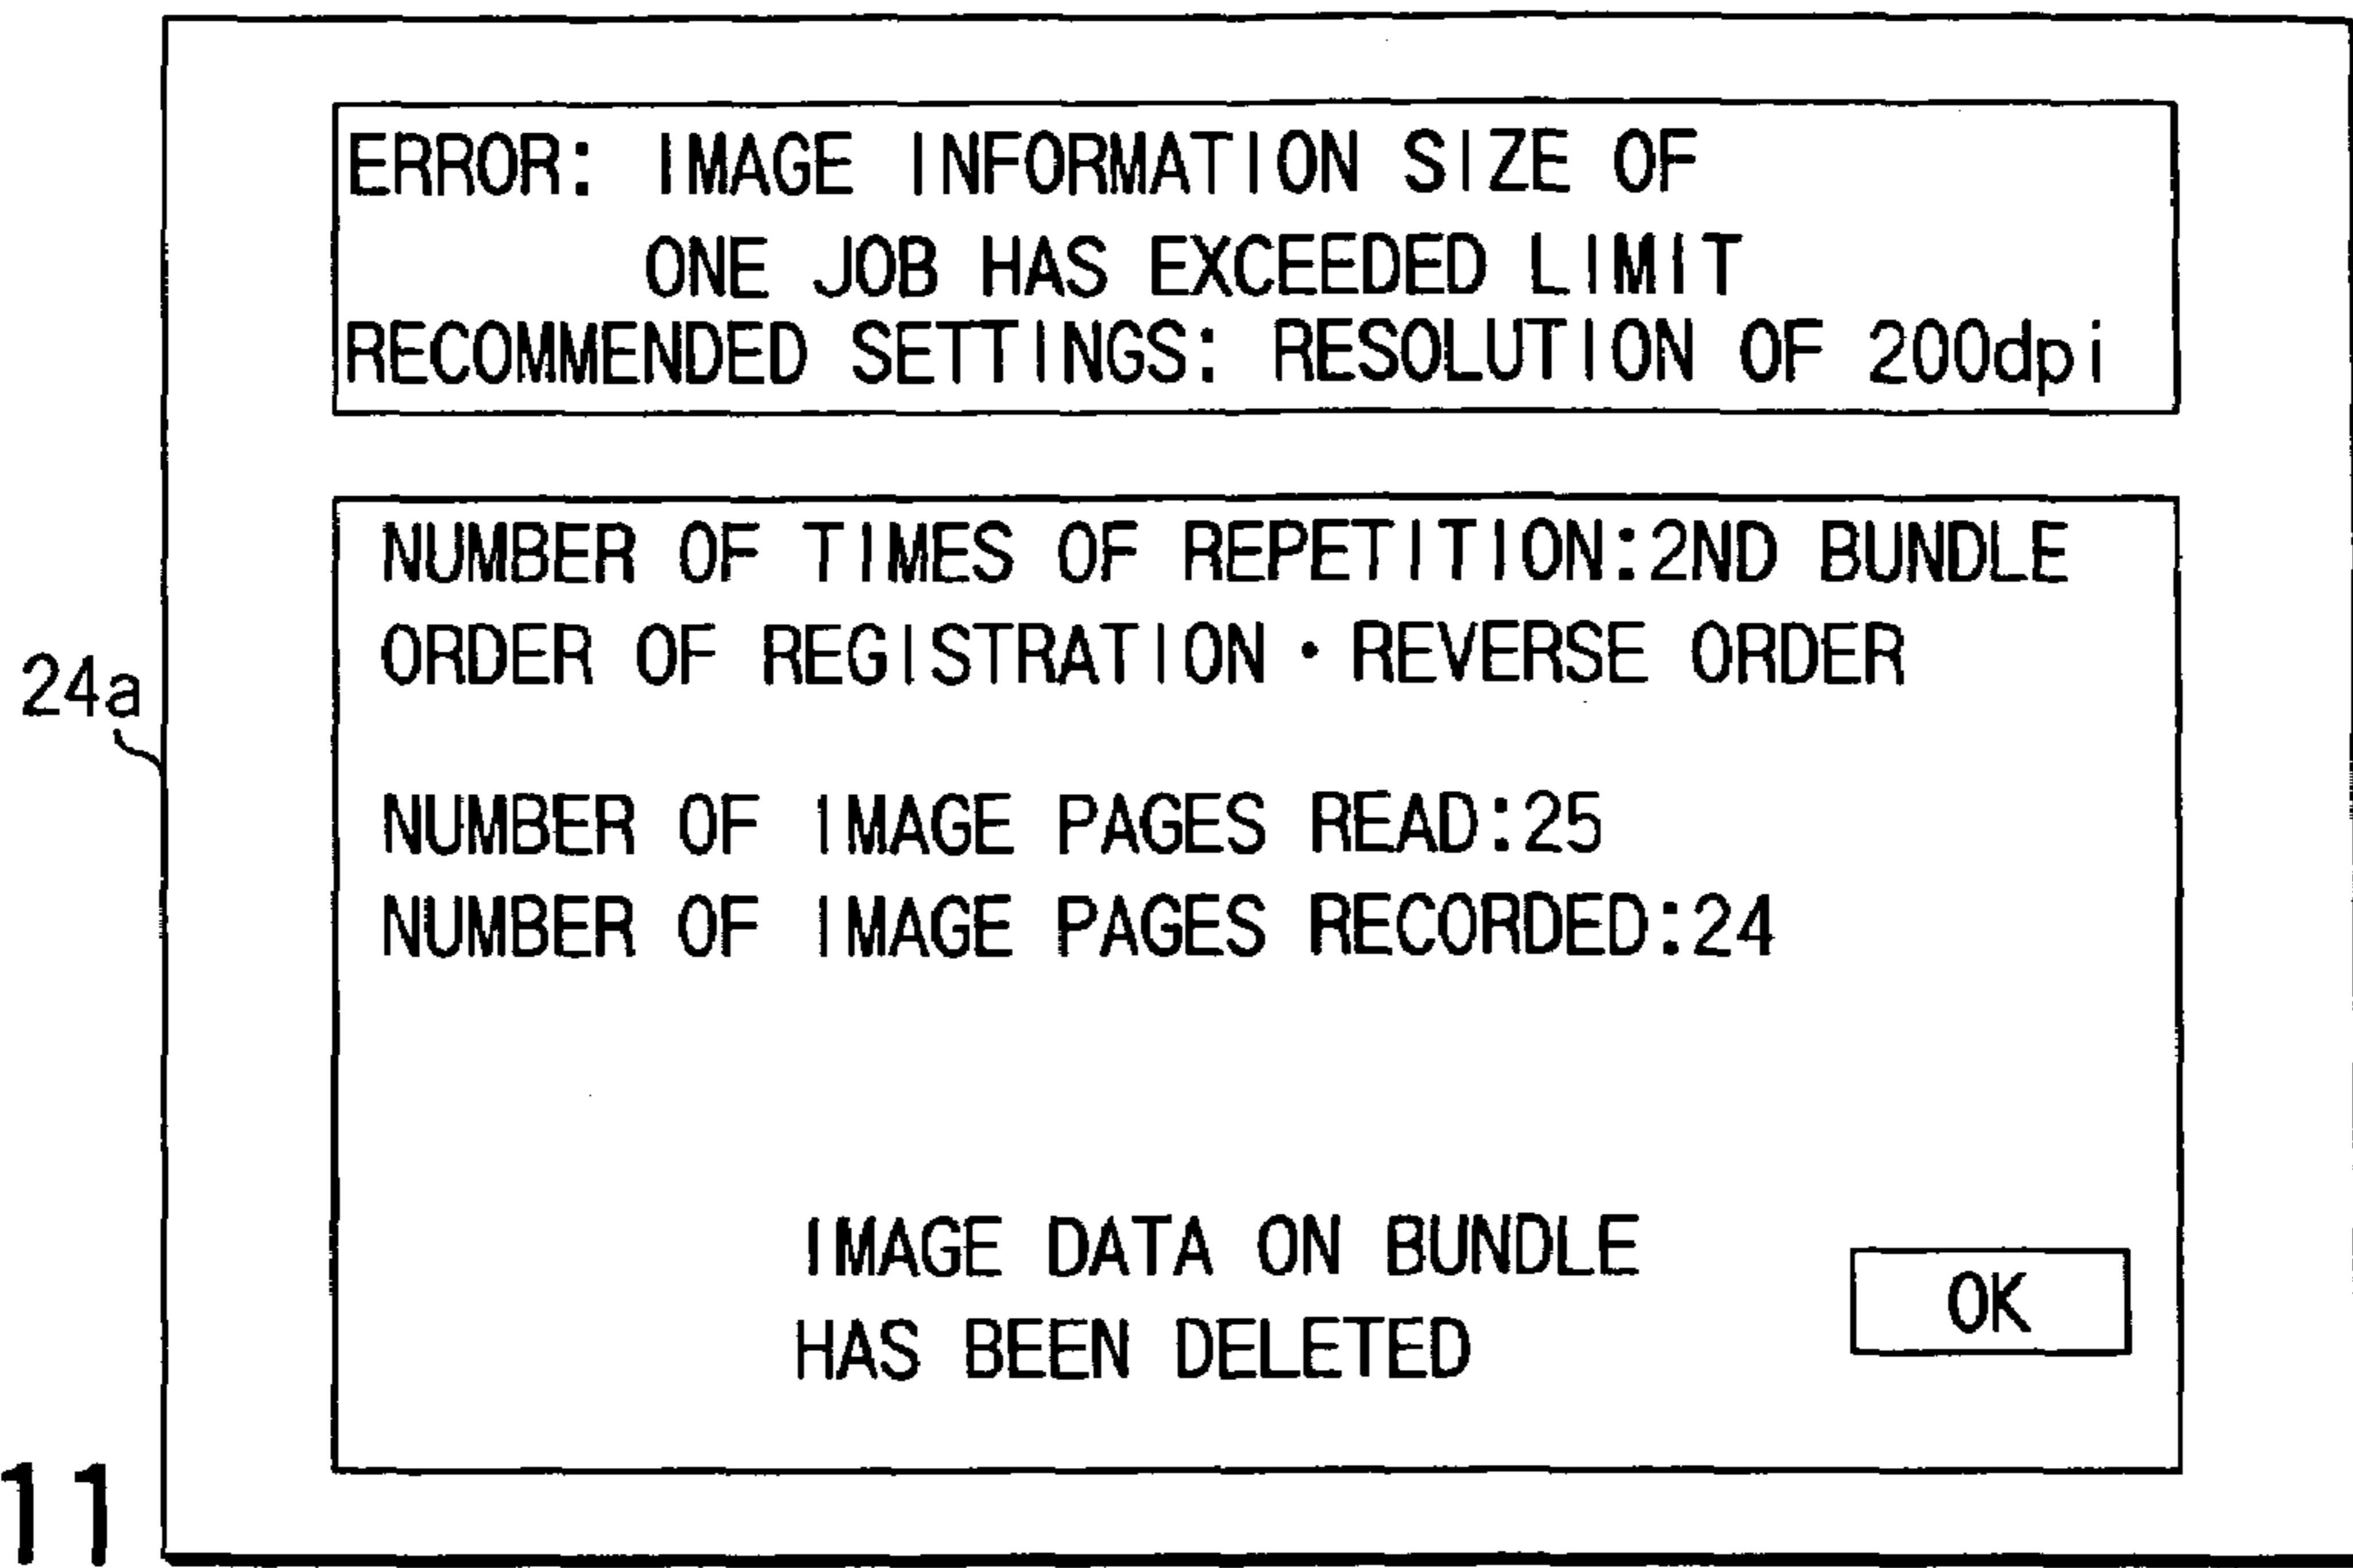 ERROR: IMAGE INFORMATION SIZE OF
ONE JOB HAS EXCEEDED LIMIT
RECOMMENDED SETTINGS: RESOLUTION OF 200dpi
NUMBER OF TIMES OF REPETITION:2ND BUNDLE
ORDER OF REGISTRATION・REVERSE ORDER
24a
NUMBER OF IMAGE PAGES READ:25
NUMBER OF IMAGE PAGES RECORDED:24
IMAGE DATA ON BUNDLE
HAS BEEN DELETED
OK
11